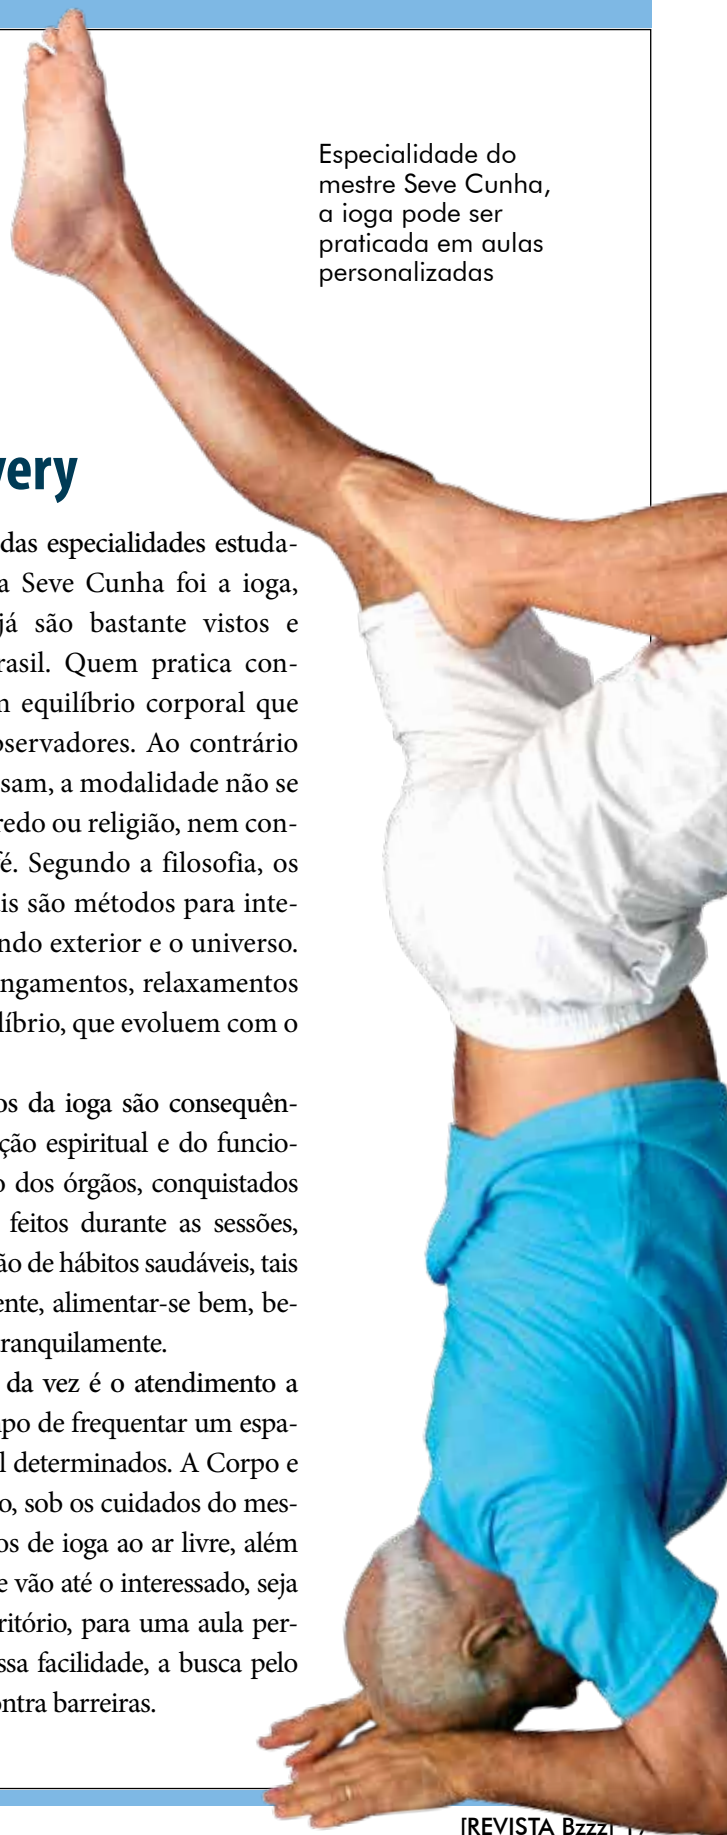 Especialidade do
mestre Seve Cunha,
a ioga pode ser
praticada em aulas
personalizadas
very
das especialidades estuda-
a Seve Cunha foi a ioga,
já são bastante vistos e
rasil. Quem pratica con-
equilíbrio corporal que
servadores. Ao contrário
sam, a modalidade não se
redo ou religião, nem con-
fé. Segundo a filosofia, os
is são métodos para inte-
ndo exterior e o universo.
ngamentos, relaxamentos
líbrio, que evoluem com o
os da ioga são consequên-
ção espiritual e do funcio-
o dos órgãos, conquistados
feitos durante as sessões,
ão de hábitos saudáveis, tais
ente, alimentar-se bem, be-
ranquilamente.
da vez é o atendimento a
po de frequentar um espa-
l determinados. A Corpo e
o, sob os cuidados do mes-
os de ioga ao ar livre, além
e vão até o interessado, seja
ritório, para uma aula per-
ssa facilidade, a busca pelo
ntra barreiras.
[REVISTA Bzzz]